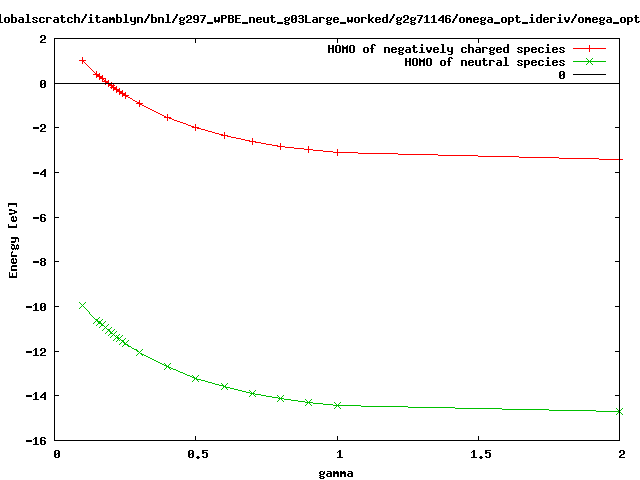 lobalscratch/itamblyn/bnl/g297_wPBE_neut_g03Large_worked/g2g71146/omega_opt_ideriv/omega_opt
HOMO of negatively charged species
HOMO of neutral species
0
2
0
-2
-4
-6
-8
-10
-12
-14
-16
Energy [eV]
0 0.5 1 1.5 2
gamma